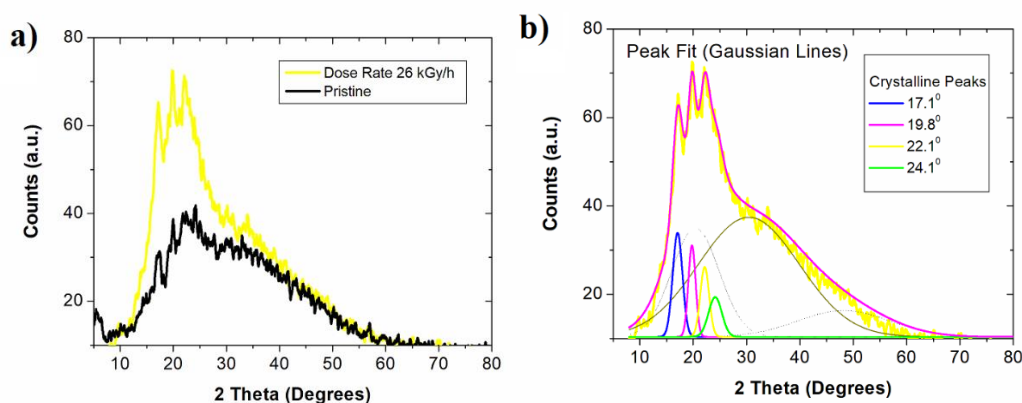 a)
80
60
40
20
Counts (a.u.)
Dose Rate 26 kGy/h
Pristine
10 20 30 40 50 60 70 80
2 Theta (Degrees)
b)
80
60
40
20
Counts (a.u.)
Peak Fit (Gaussian Lines)
Crystalline Peaks
17.1⁰
19.8⁰
22.1⁰
24.1⁰
10 20 30 40 50 60 70 80
2 Theta (Degrees)